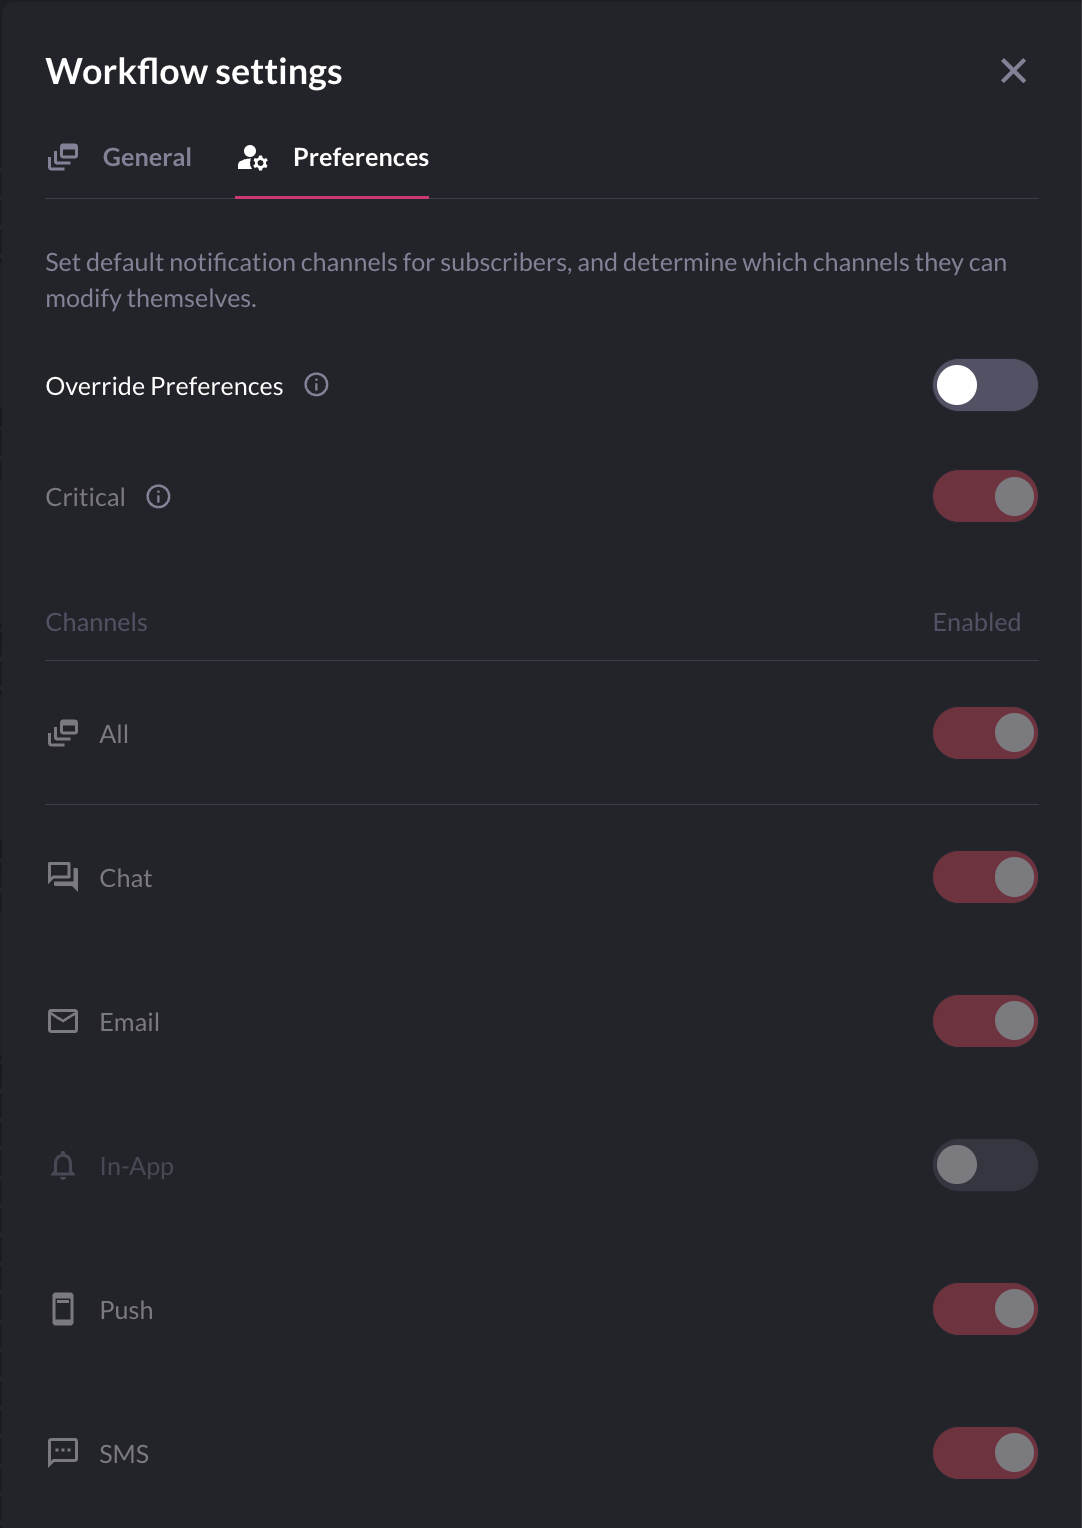 Workflow settings
General Preferences
Set default notification channels for subscribers, and determine which channels they can
modify themselves.
Override Preferences
Critical
Channels Enabled
All
Chat
Email
In-App
Push
SMS